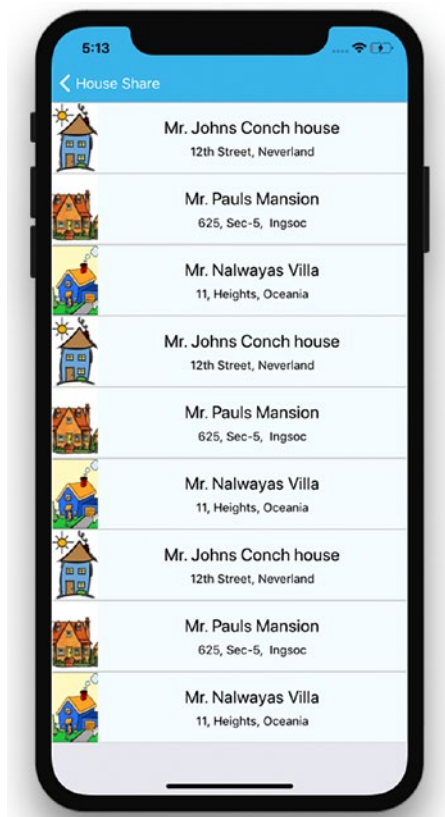 5:13
House Share
Mr. Johns Conch house
12th Street, Neverland
Mr. Pauls Mansion
625, Sec-5, Ingsoc
Mr. Nalwayas Villa
11, Heights, Oceania
Mr. Johns Conch house
12th Street, Neverland
Mr. Pauls Mansion
625, Sec-5, Ingsoc
Mr. Nalwayas Villa
11, Heights, Oceania
Mr. Johns Conch house
12th Street, Neverland
Mr. Pauls Mansion
625, Sec-5, Ingsoc
Mr. Nalwayas Villa
11, Heights, Oceania